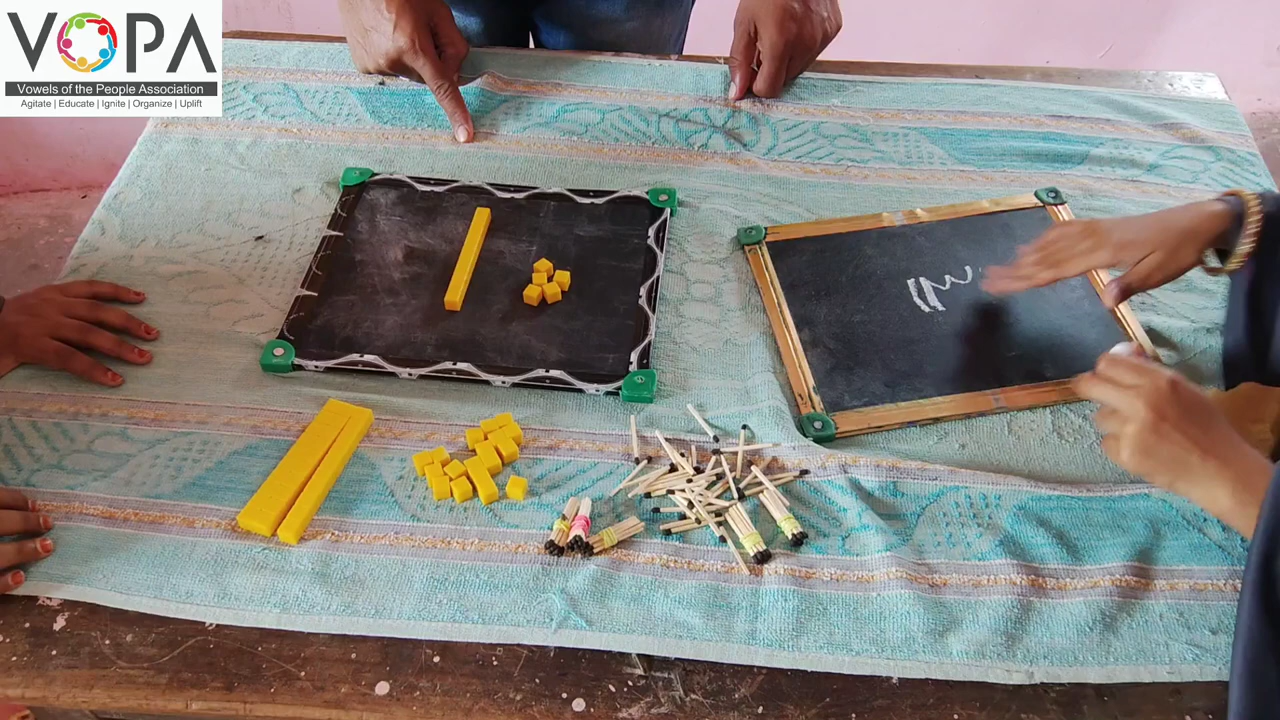 VOPA
Vowels of the People Association
Agitate | Educate | Ignite | Organize | Uplift